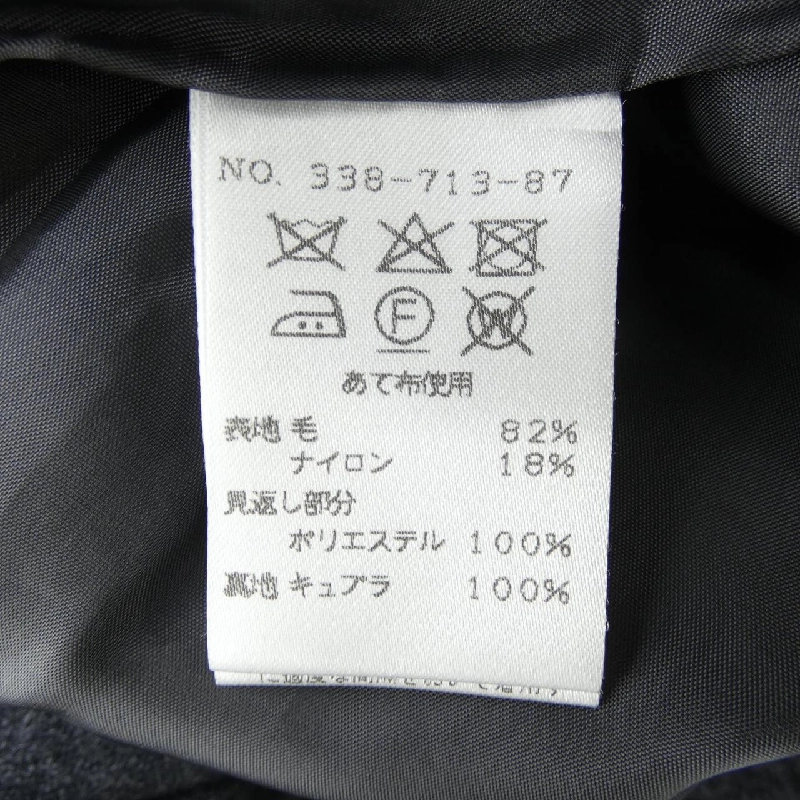 NO. 338-713-87
F W
あて布使用
表地 毛 82%
ナイロン 18%
見返し部分
ポリエステル 100%
裏地 キュプラ 100%